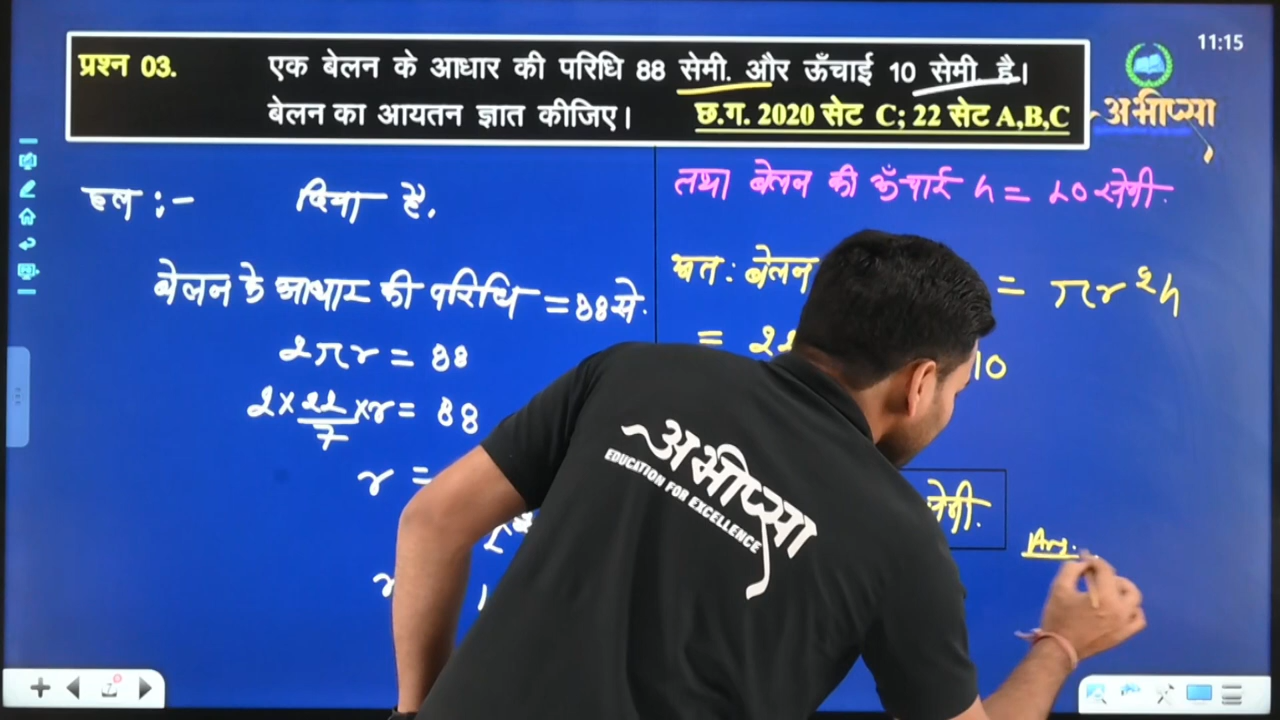 11:15
प्रश्न 03. एक बेलन के आधार की परिधि 88 सेमी. और ऊँचाई 10 सेमी. है।
बेलन का आयतन ज्ञात कीजिए। छ.ग. 2020 सेट C; 22 सेट A,B,C
अभीप्सा
हल :- दिया है,
बेलन के आधार की परिधि = 88 से.
2πr = 88
2 × 22/7 × r = 88
r =
r
तथा बेलन की ऊँचाई h = 10 सेमी.
अतः बेलन = πr²h
= 22 10
सेमी.
Ans.
अभीप्सा
EDUCATION FOR EXCELLENCE